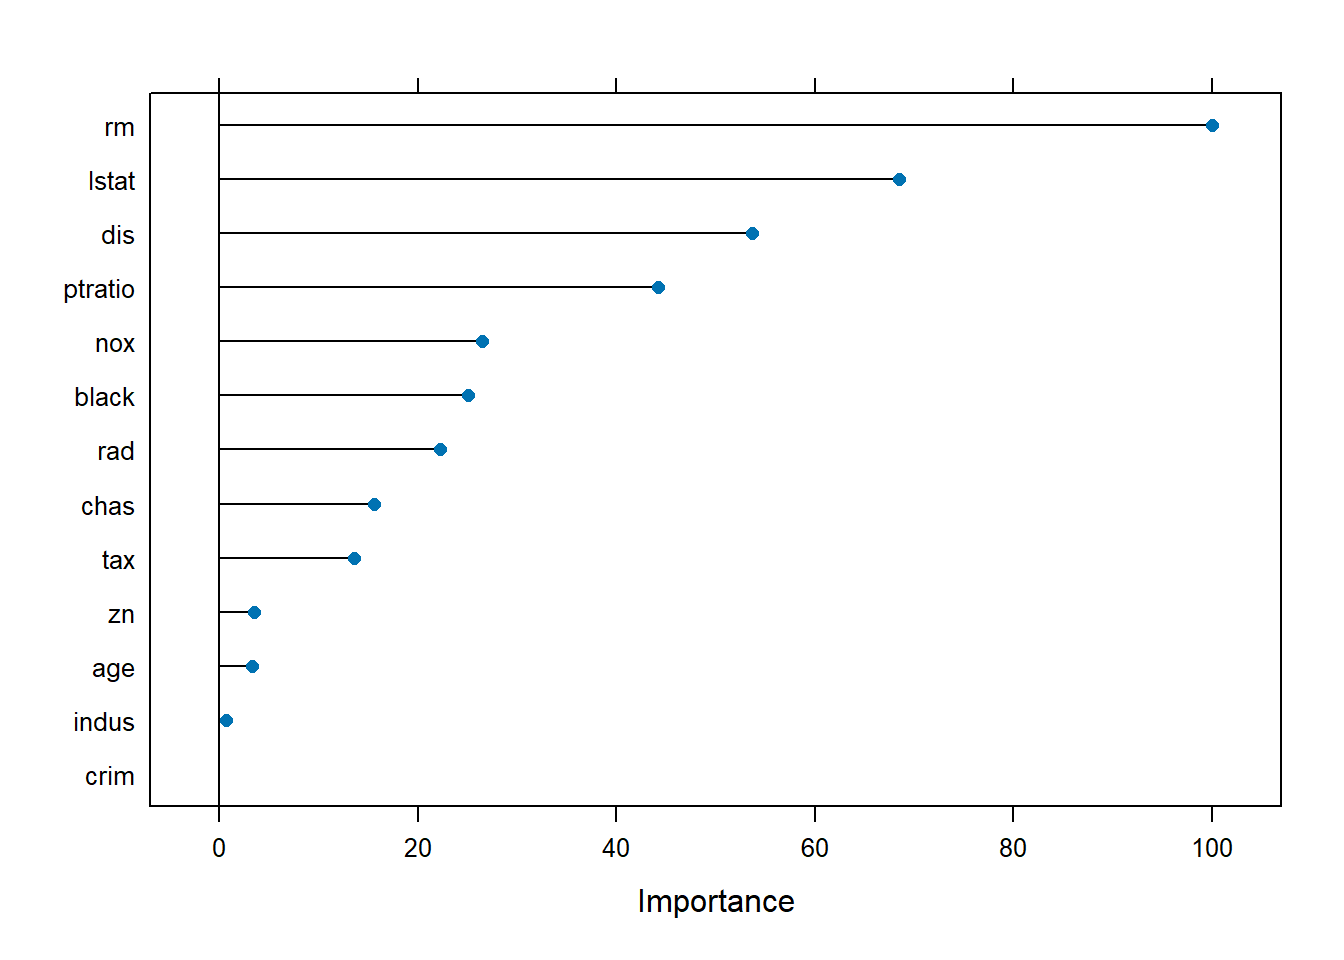 rm
lstat
dis
ptratio
nox
black
rad
chas
tax
zn
age
indus
crim
0 20 40 60 80 100
Importance